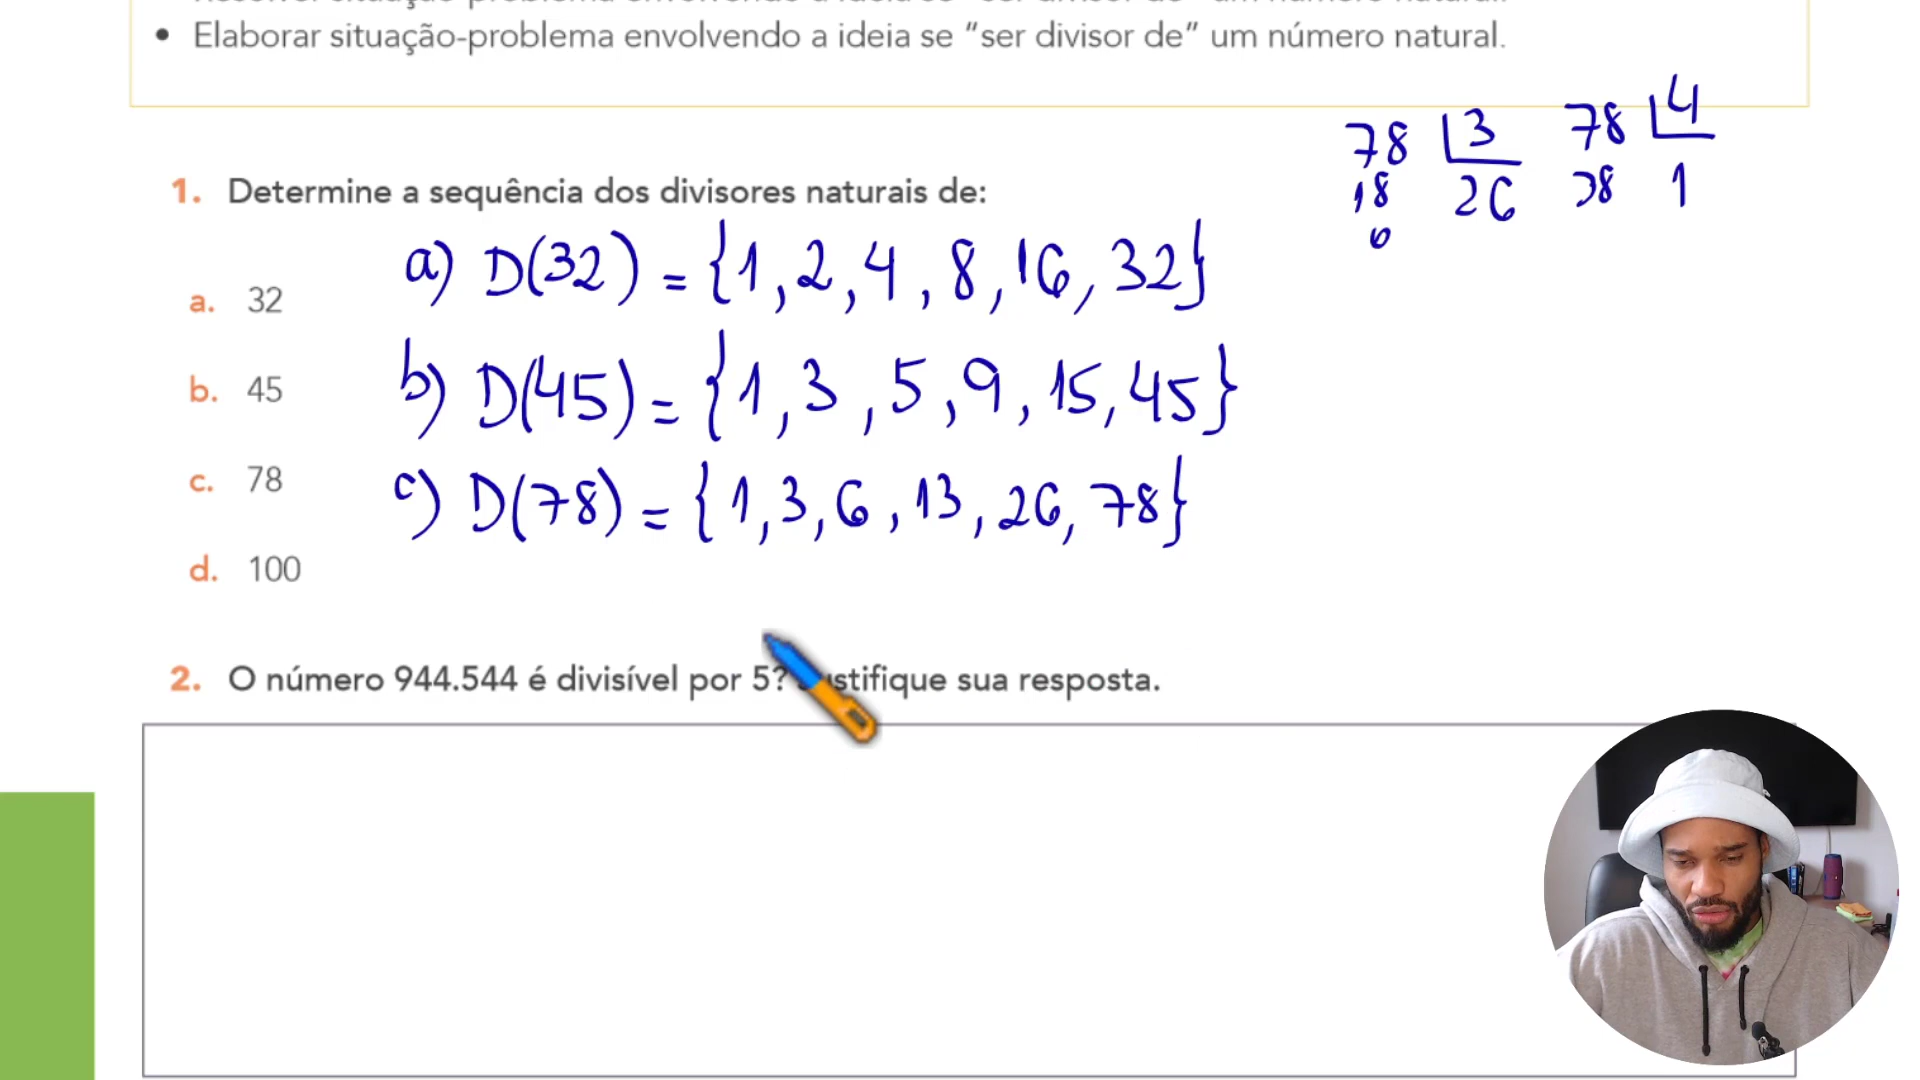 • Elaborar situação-problema envolvendo a ideia se “ser divisor de” um número natural.
78 |3 78 |4
18 26 38 1
0
1. Determine a sequência dos divisores naturais de:
a) D(32) = {1, 2, 4, 8, 16, 32}
a. 32
b) D(45) = {1, 3, 5, 9, 15, 45}
b. 45
c) D(78) = {1, 3, 6, 13, 26, 78}
c. 78
d. 100
2. O número 944.544 é divisível por 5? stifique sua resposta.